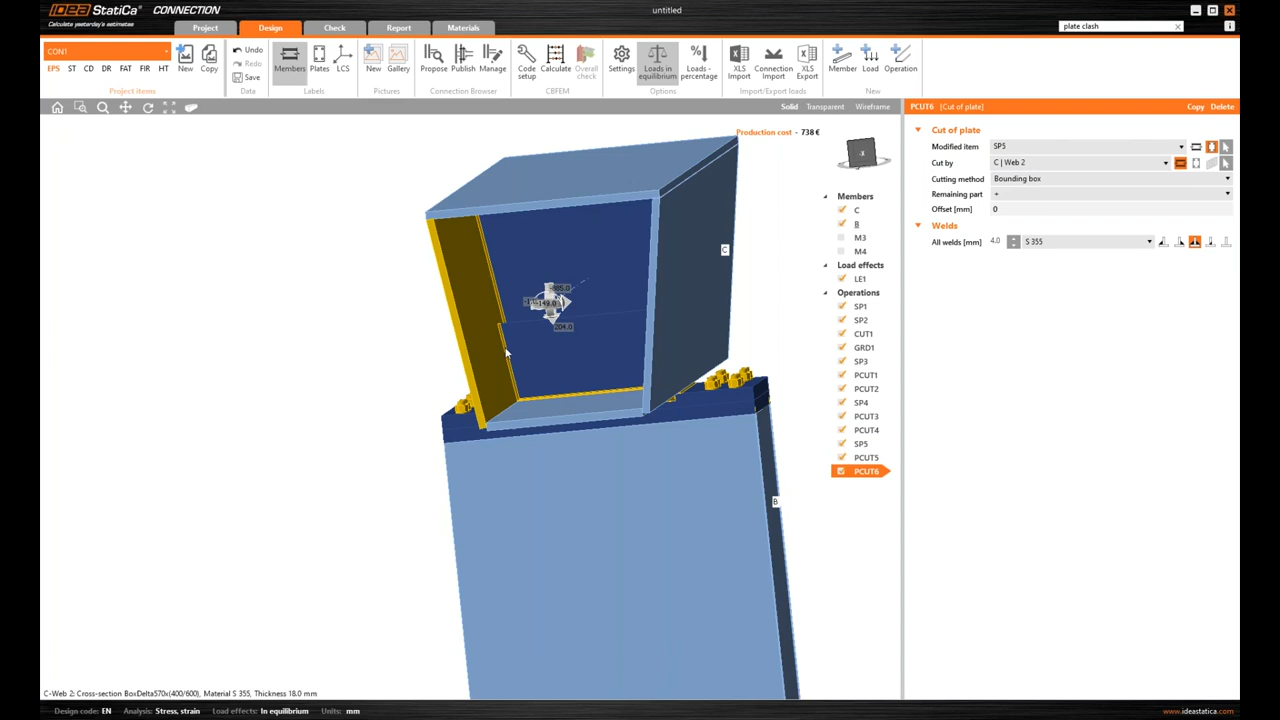 IDEA StatiCa® CONNECTION
Calculate yesterday's estimates
untitled
plate clash
Project
Design
Check
Report
Materials
CON1
EPS ST CD DR FAT FIR HT
New
Copy
Undo
Redo
Save
Members
Plates
LCS
New
Gallery
Propose
Publish
Manage
Code setup
Calculate
Overall check
Settings
Loads in equilibrium
Loads - percentage
XLS Import
Connection Import
XLS Export
Member
Load
Operation
Project items
Data
Labels
Pictures
Connection Browser
CBFEM
Options
Import/Export loads
New
Solid
Transparent
Wireframe
Production cost - 738 €
-X
Members
C
B
M3
M4
Load effects
LE1
Operations
SP1
SP2
CUT1
GRD1
SP3
PCUT1
PCUT2
SP4
PCUT3
PCUT4
SP5
PCUT5
PCUT6
C
B
204.0
PCUT6 [Cut of plate]
Copy
Delete
Cut of plate
Modified item SP5
Cut by C | Web 2
Cutting method Bounding box
Remaining part +
Offset [mm] 0
Welds
All welds [mm] 4.0 S 355
C-Web 2: Cross-section BoxDelta570x(400/600), Material S 355, Thickness 18.0 mm
Design code: EN Analysis: Stress, strain Load effects: In equilibrium Units: mm
www.ideastatica.com